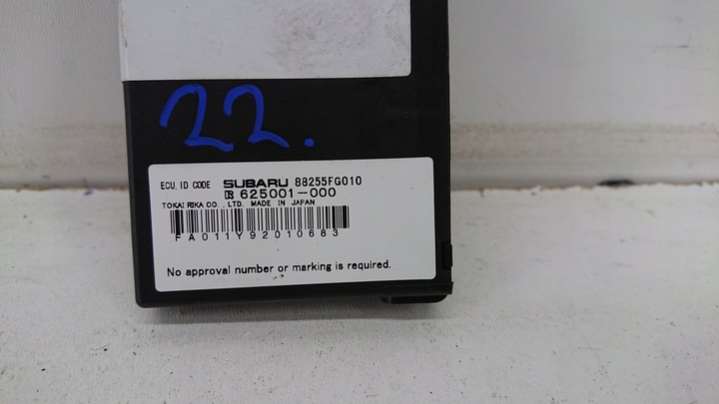 22.
ECU. ID CODE SUBARU 88255FG010
625001-000
TOKAI RIKA CO., LTD. MADE IN JAPAN
FA011Y92010683
No approval number or marking is required.